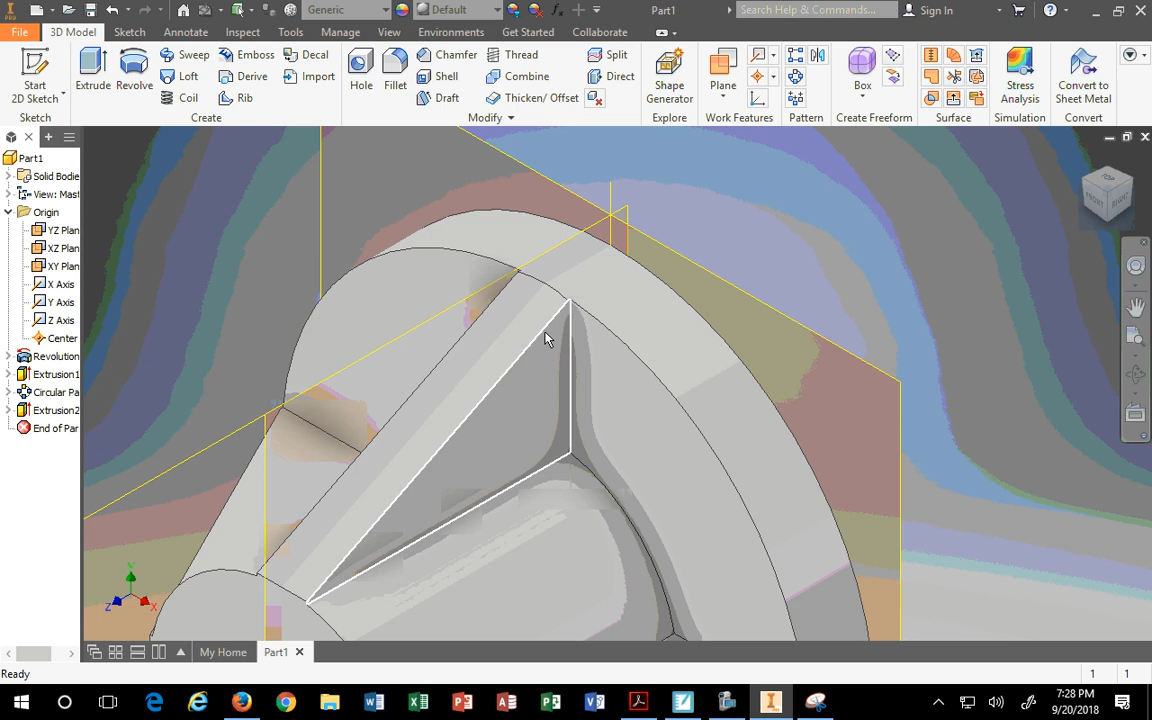 PRO
Generic
Default
Part1
Search Help & Commands...
Sign In
File
3D Model
Sketch
Annotate
Inspect
Tools
Manage
View
Environments
Get Started
Collaborate
Start
2D Sketch
Sketch
Extrude
Revolve
Sweep
Loft
Coil
Emboss
Derive
Rib
Decal
Import
Create
Hole
Fillet
Chamfer
Shell
Draft
Thread
Combine
Thicken/ Offset
Split
Direct
Modify
Shape
Generator
Explore
Plane
Work Features
Pattern
Box
Create Freeform
Surface
Stress
Analysis
Simulation
Convert to
Sheet Metal
Convert
Part1
Solid Bodie
View: Mast
Origin
YZ Plan
XZ Plan
XY Plan
X Axis
Y Axis
Z Axis
Center
Revolution
Extrusion1
Circular Pa
Extrusion2
End of Par
FRONT
RIGHT
Y
Z
X
My Home
Part1
Ready
1
1
7:28 PM
9/20/2018